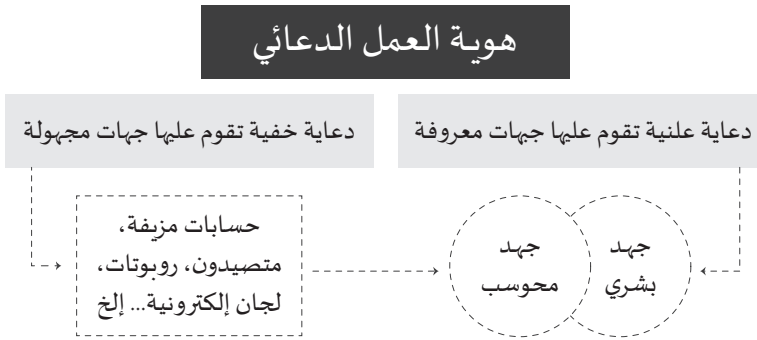 هوية العمل الدعائي
دعاية علنية تقوم عليها جهات معروفة
دعاية خفية تقوم عليها جهات مجهولة
جهد
بشري
جهد
محوسب
حسابات مزيفة،
متصيدون، روبوتات،
لجان إلكترونية... إلخ